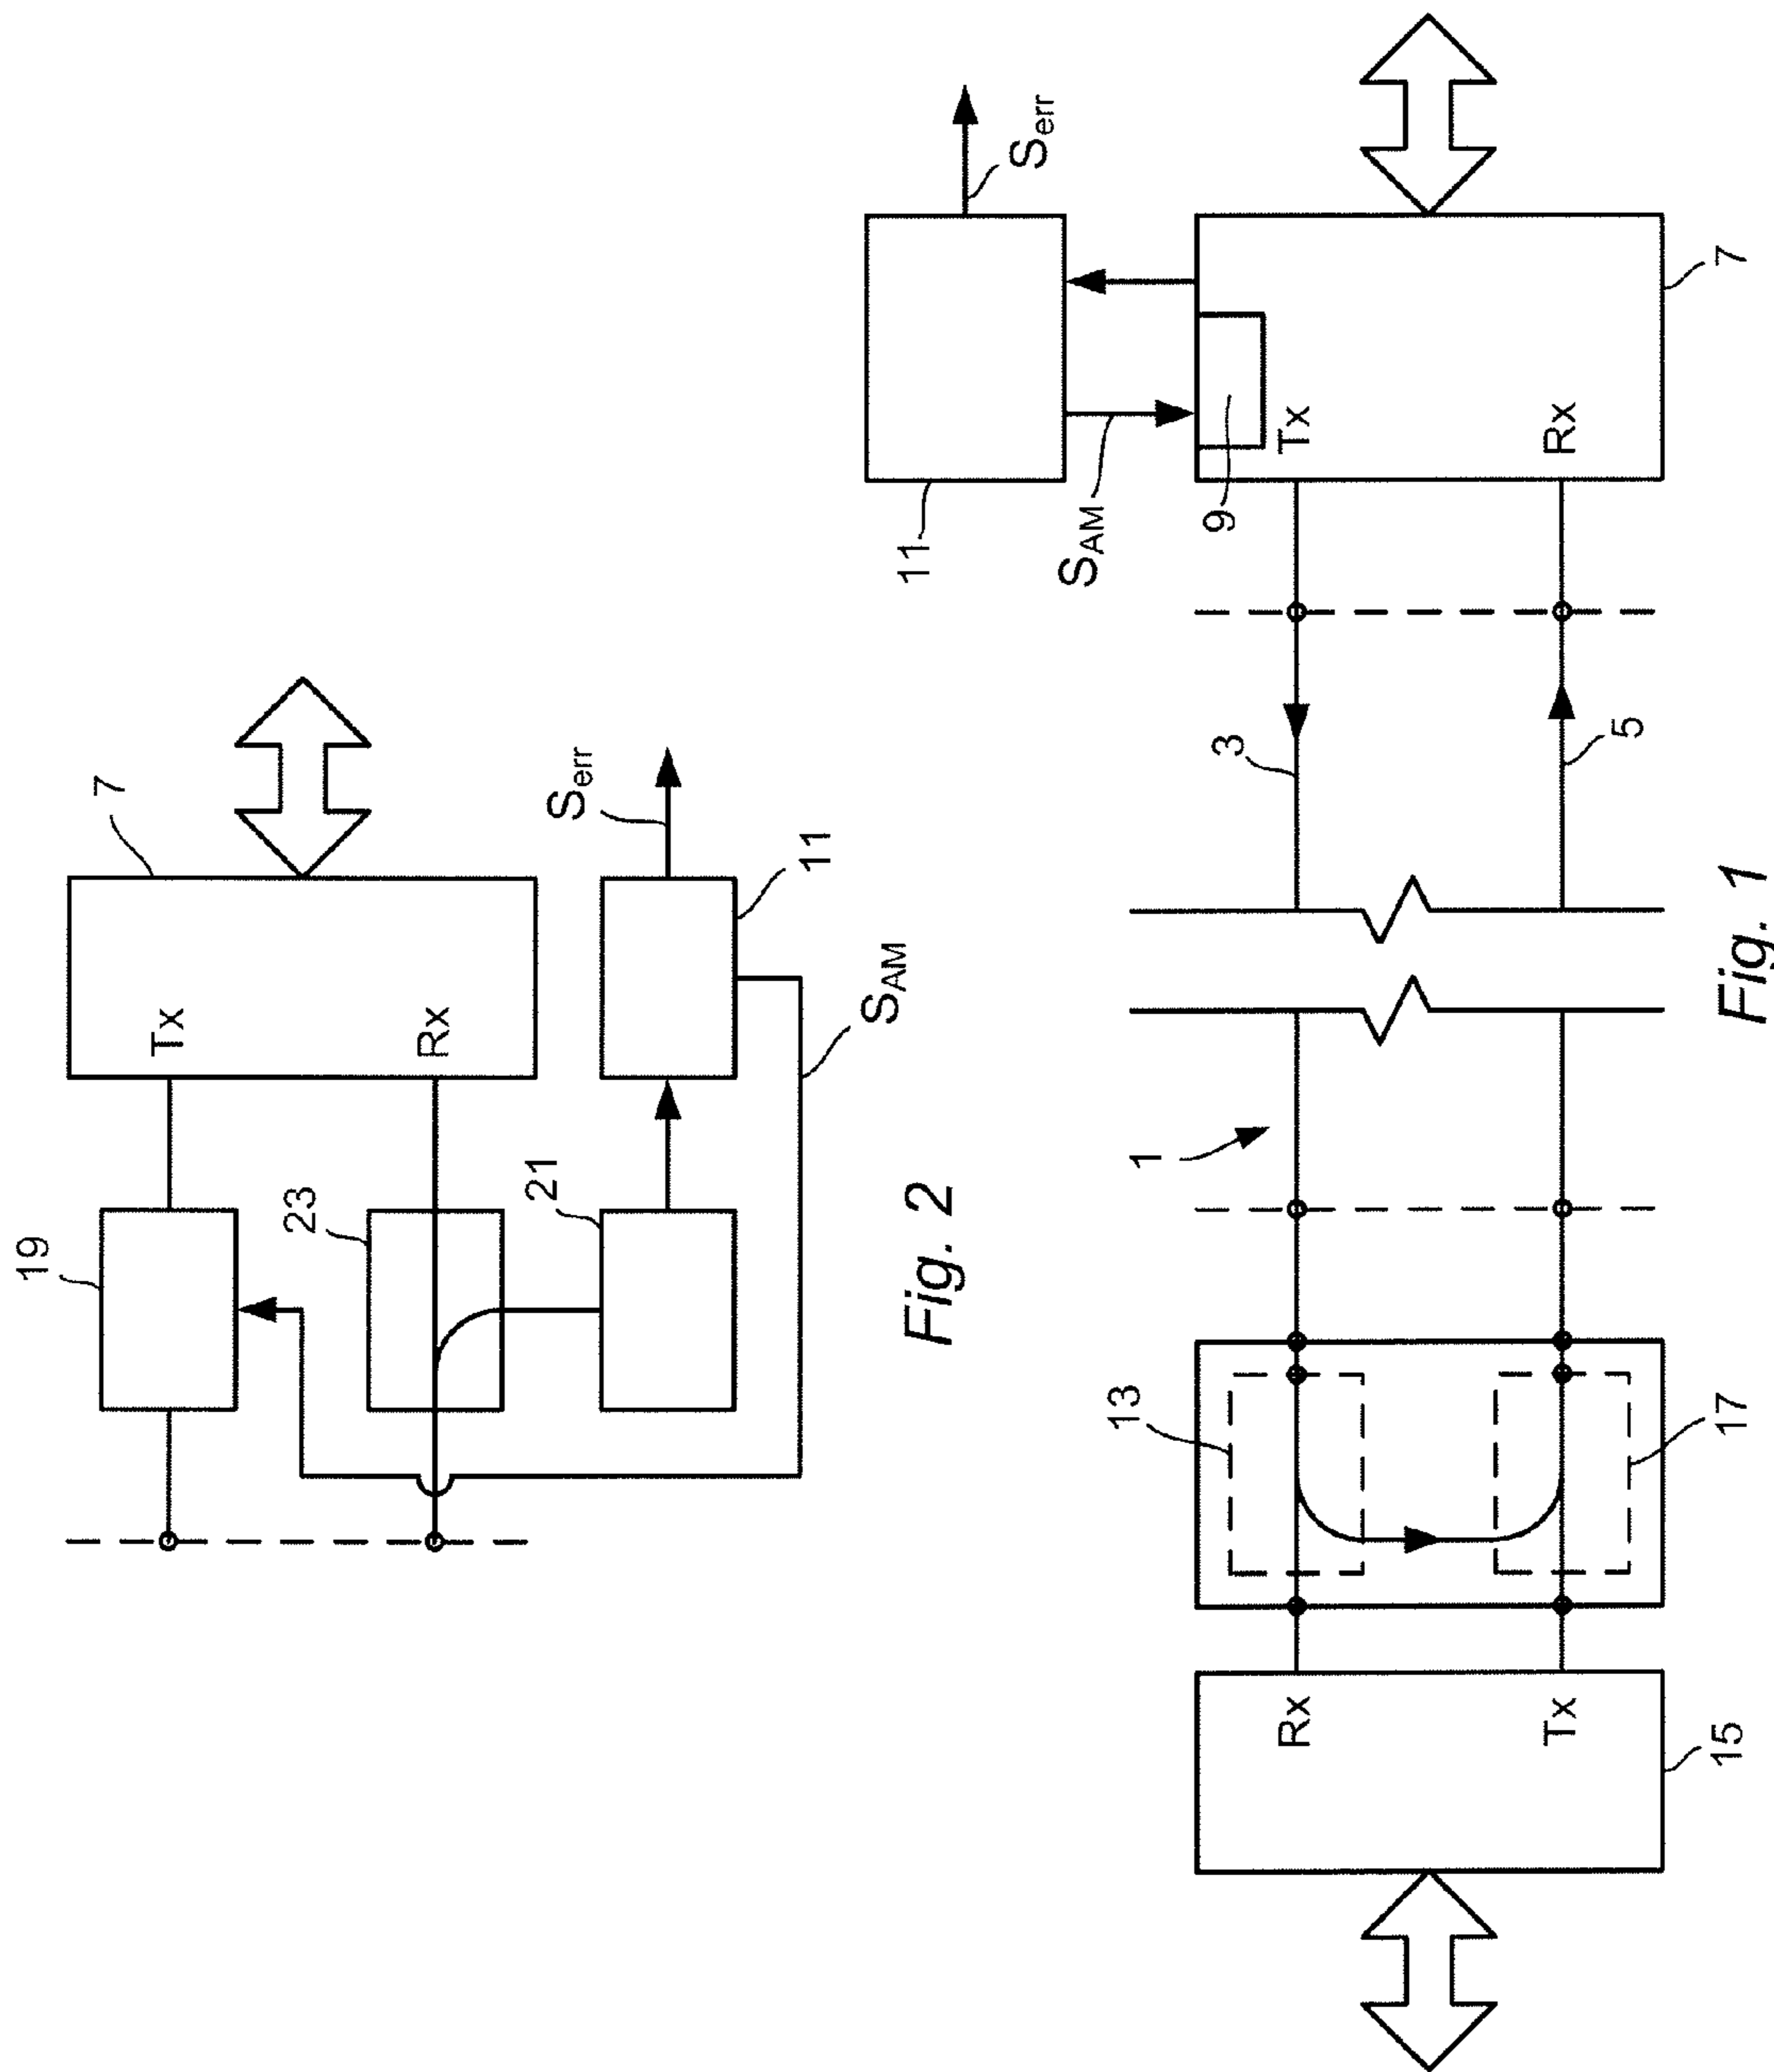 19
Tx
7
23
Rx
21
11
S_err
S_AM
Fig. 2
11
S_err
S_AM
9
Tx
Rx
7
3
5
1
13
17
Rx
Tx
15
Fig. 1